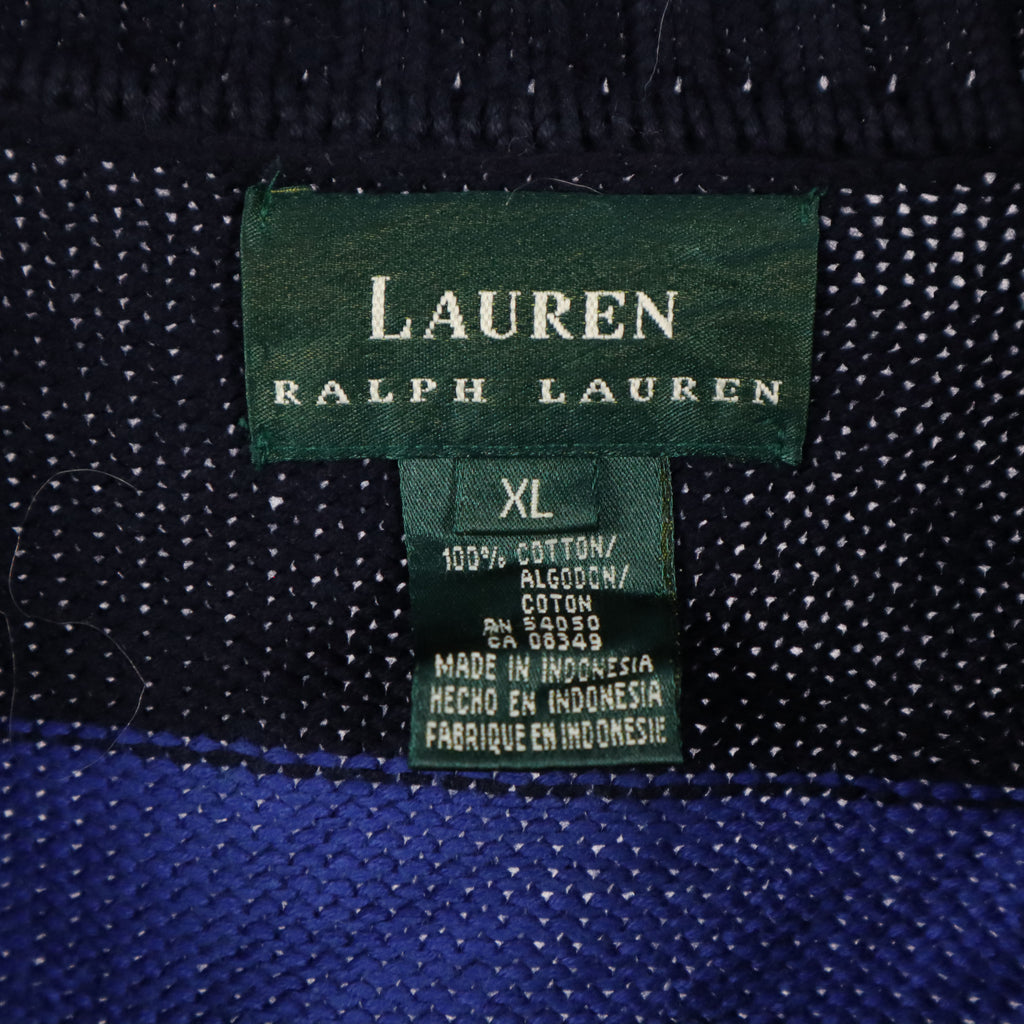 LAUREN
RALPH LAUREN
XL
100% COTTON/
ALGODON/
COTON
RN 54050
CA 08349
MADE IN INDONESIA
HECHO EN INDONESIA
FABRIQUE EN INDONESIE